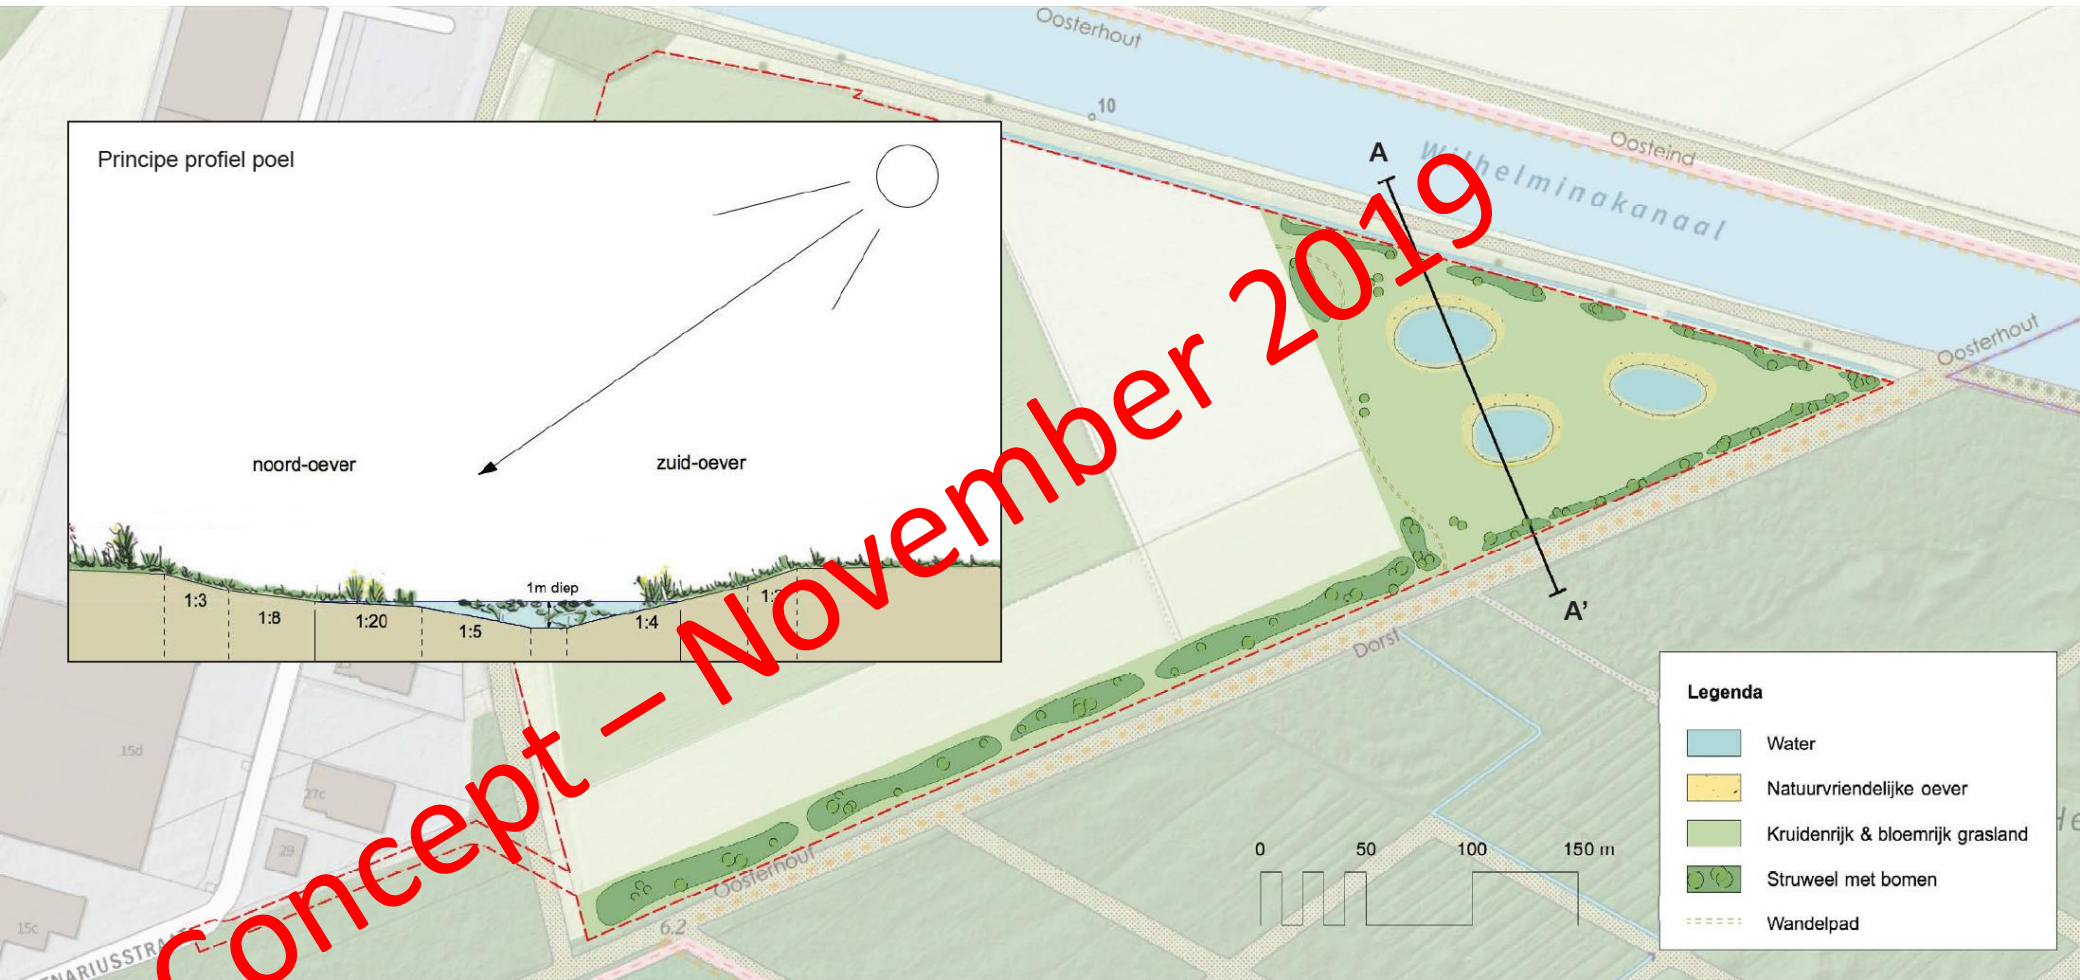 Oosterhout
10
Oosteind
Wilhelminakanaal
A
Principe profiel poel
noord-oever
zuid-oever
1m diep
1:3
1:8
1:20
1:5
1:4
Oosterhout
A’
Dorst
Concept – November 2019
15d
27c
29
15c
Oosterhout
6.2
0 50 100 150 m
Legenda
Water
Natuurvriendelijke oever
Kruidenrijk & bloemrijk grasland
Struweel met bomen
Wandelpad